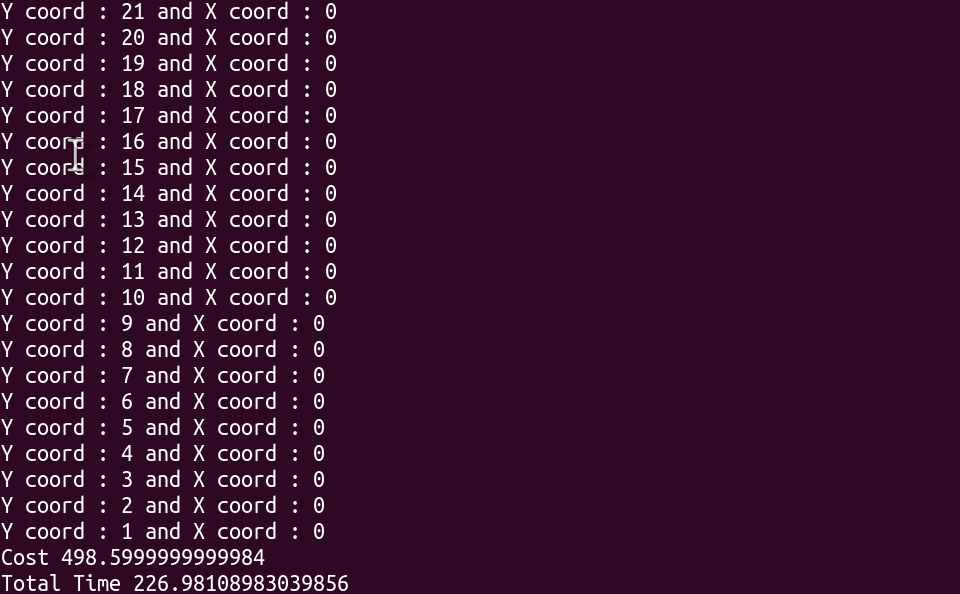 Y coord : 21 and X coord : 0
Y coord : 20 and X coord : 0
Y coord : 19 and X coord : 0
Y coord : 18 and X coord : 0
Y coord : 17 and X coord : 0
Y coord : 16 and X coord : 0
Y coord : 15 and X coord : 0
Y coord : 14 and X coord : 0
Y coord : 13 and X coord : 0
Y coord : 12 and X coord : 0
Y coord : 11 and X coord : 0
Y coord : 10 and X coord : 0
Y coord : 9 and X coord : 0
Y coord : 8 and X coord : 0
Y coord : 7 and X coord : 0
Y coord : 6 and X coord : 0
Y coord : 5 and X coord : 0
Y coord : 4 and X coord : 0
Y coord : 3 and X coord : 0
Y coord : 2 and X coord : 0
Y coord : 1 and X coord : 0
Cost 498.5999999999984
Total Time 226.98108983039856